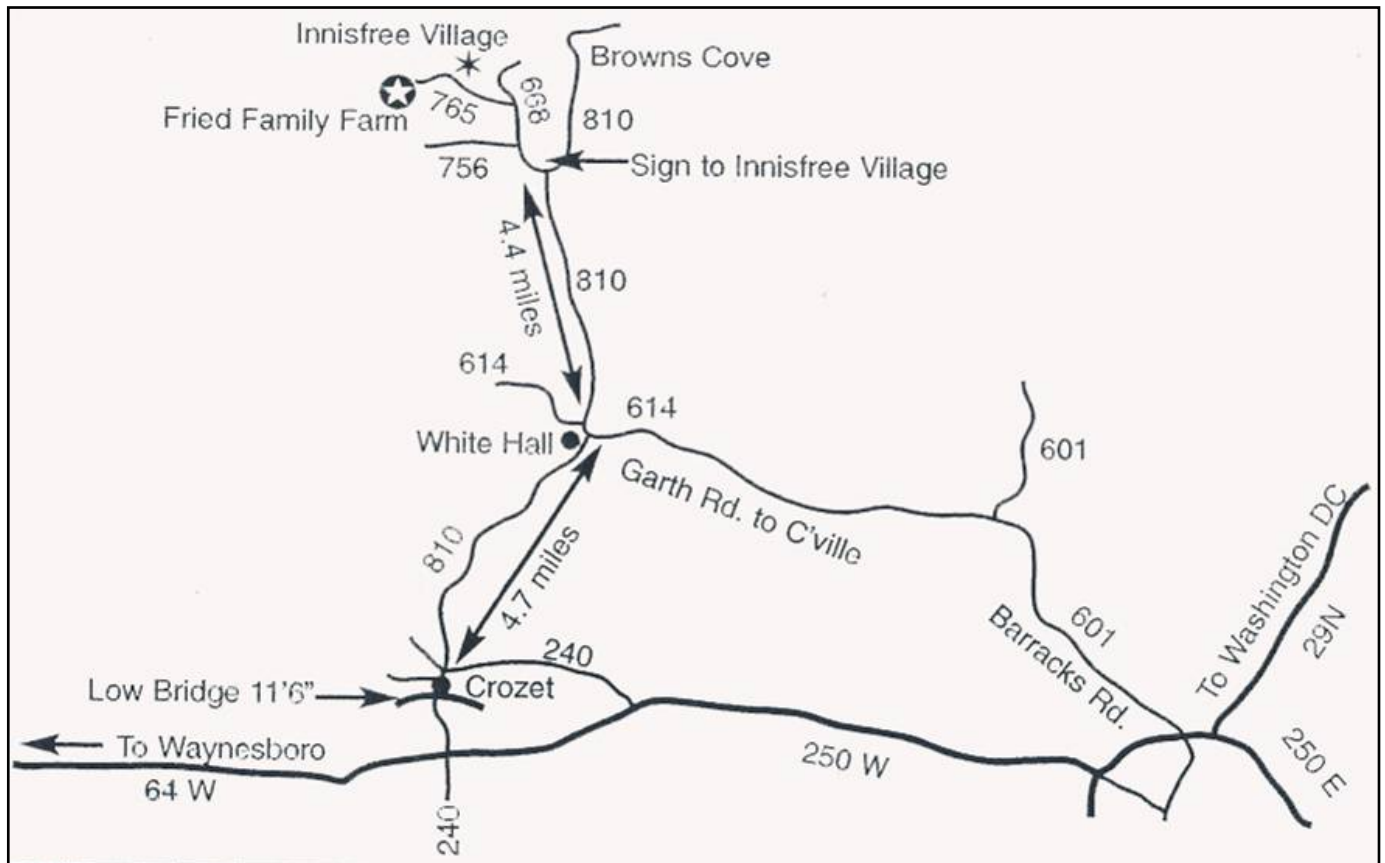 Innisfree Village
Browns Cove
668
765
810
Fried Family Farm
756
Sign to Innisfree Village
4.4 miles
810
614
614
White Hall
601
Garth Rd. to C'ville
810
4.7 miles
To Washington DC
29N
601
Barracks Rd.
240
Low Bridge 11'6"
Crozet
To Waynesboro
64 W
250 W
250 E
240